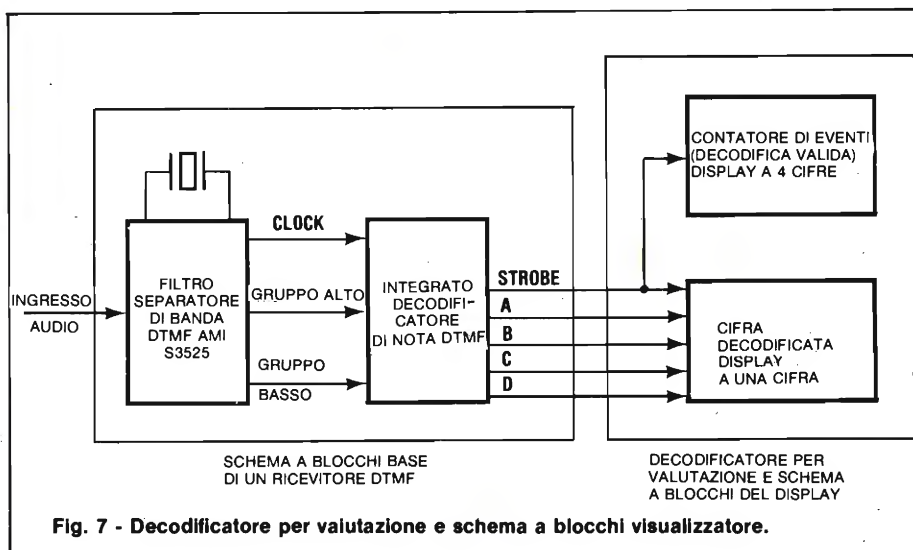 INGRESSO
AUDIO
FILTRO
SEPARATORE
DI BANDA
DTMF AMI
S3525
CLOCK
GRUPPO ALTO
GRUPPO
BASSO
INTEGRATO
DECODIFI-
CATORE
DI NOTA DTMF
STROBE
A
B
C
D
CONTATORE DI EVENTI
(DECODIFICA VALIDA)
DISPLAY A 4 CIFRE
CIFRA
DECODIFICATA
DISPLAY
A UNA CIFRA
SCHEMA A BLOCCHI BASE
DI UN RICEVITORE DTMF
DECODIFICATORE PER
VALUTAZIONE E SCHEMA
A BLOCCHI DEL DISPLAY
Fig. 7 - Decodificatore per valutazione e schema a blocchi visualizzatore.